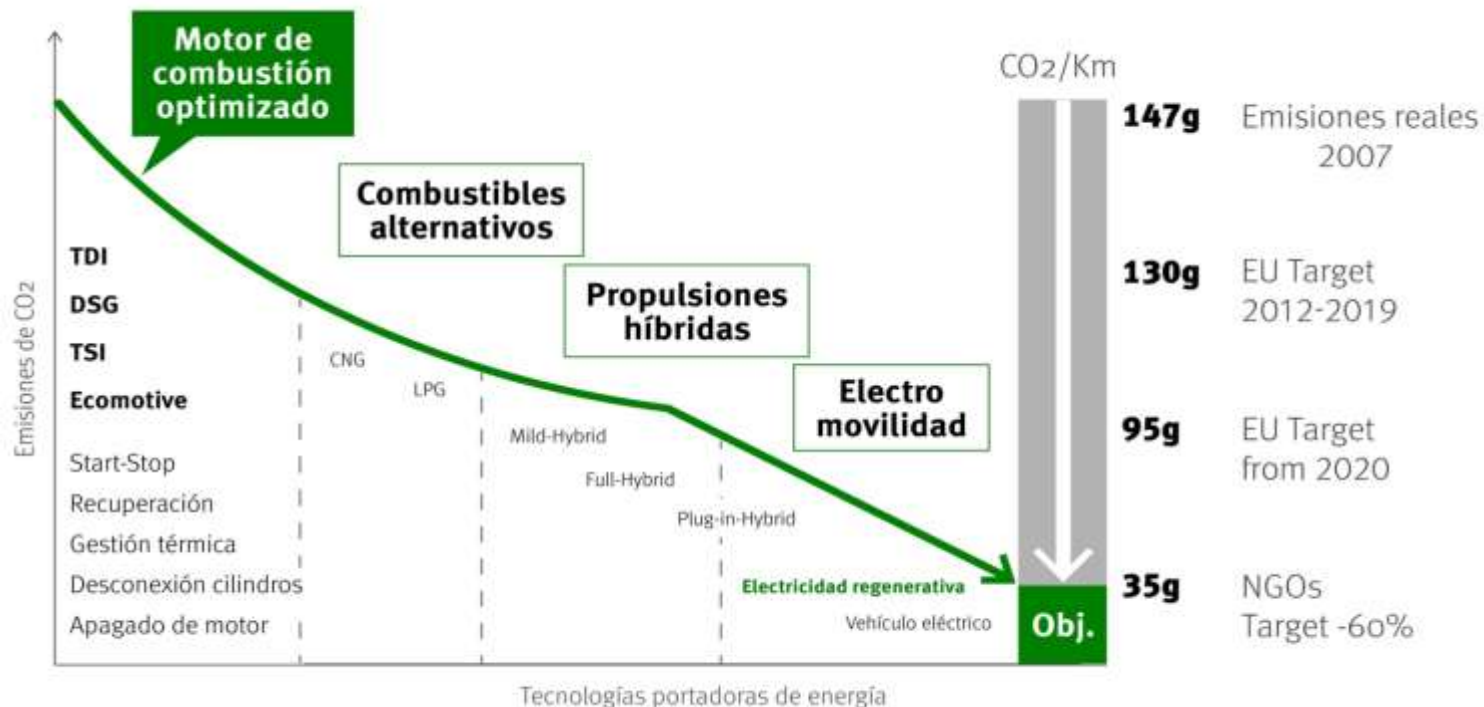 Motor de
combustión
optimizado
Combustibles
alternativos
Propulsiones
híbridas
Electro
movilidad
Emisiones de CO2
TDI
DSG
TSI
Ecomotive
Start-Stop
Recuperación
Gestión térmica
Desconexión cilindros
Apagado de motor
CNG
LPG
Mild-Hybrid
Full-Hybrid
Plug-in-Hybrid
Electricidad regenerativa
Vehículo eléctrico
Tecnologías portadoras de energía
CO2/Km
147g Emisiones reales
2007
130g EU Target
2012-2019
95g EU Target
from 2020
35g NGOs
Target -60%
Obj.